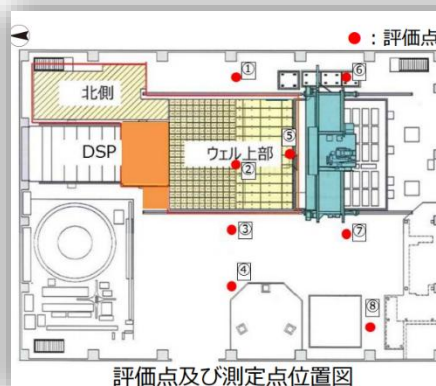 ●：評価点
①
⑥
北側
DSP
ウェル上部
⑤
②
③
⑦
④
⑧
評価点及び測定点位置図